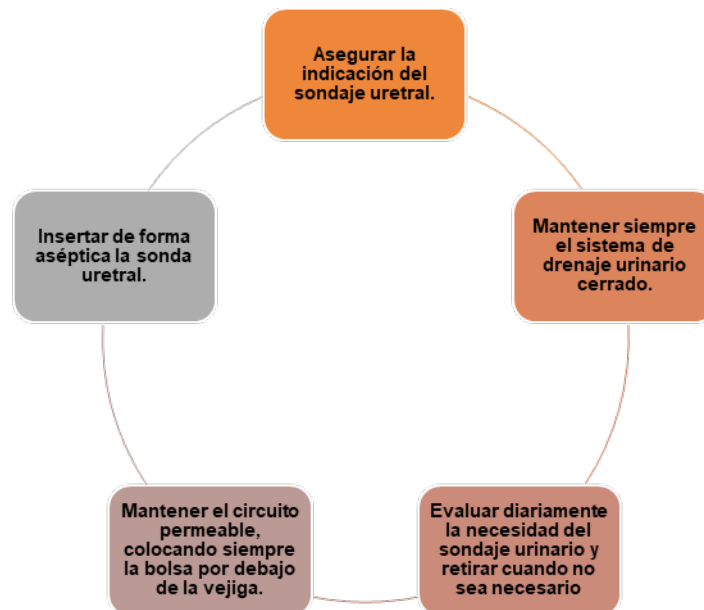 Asegurar la
indicación del
sondaje uretral.
Mantener siempre
el sistema de
drenaje urinario
cerrado.
Evaluar diariamente
la necesidad del
sondaje urinario y
retirar cuando no
sea necesario
Mantener el circuito
permeable,
colocando siempre
la bolsa por debajo
de la vejiga.
Insertar de forma
aséptica la sonda
uretral.